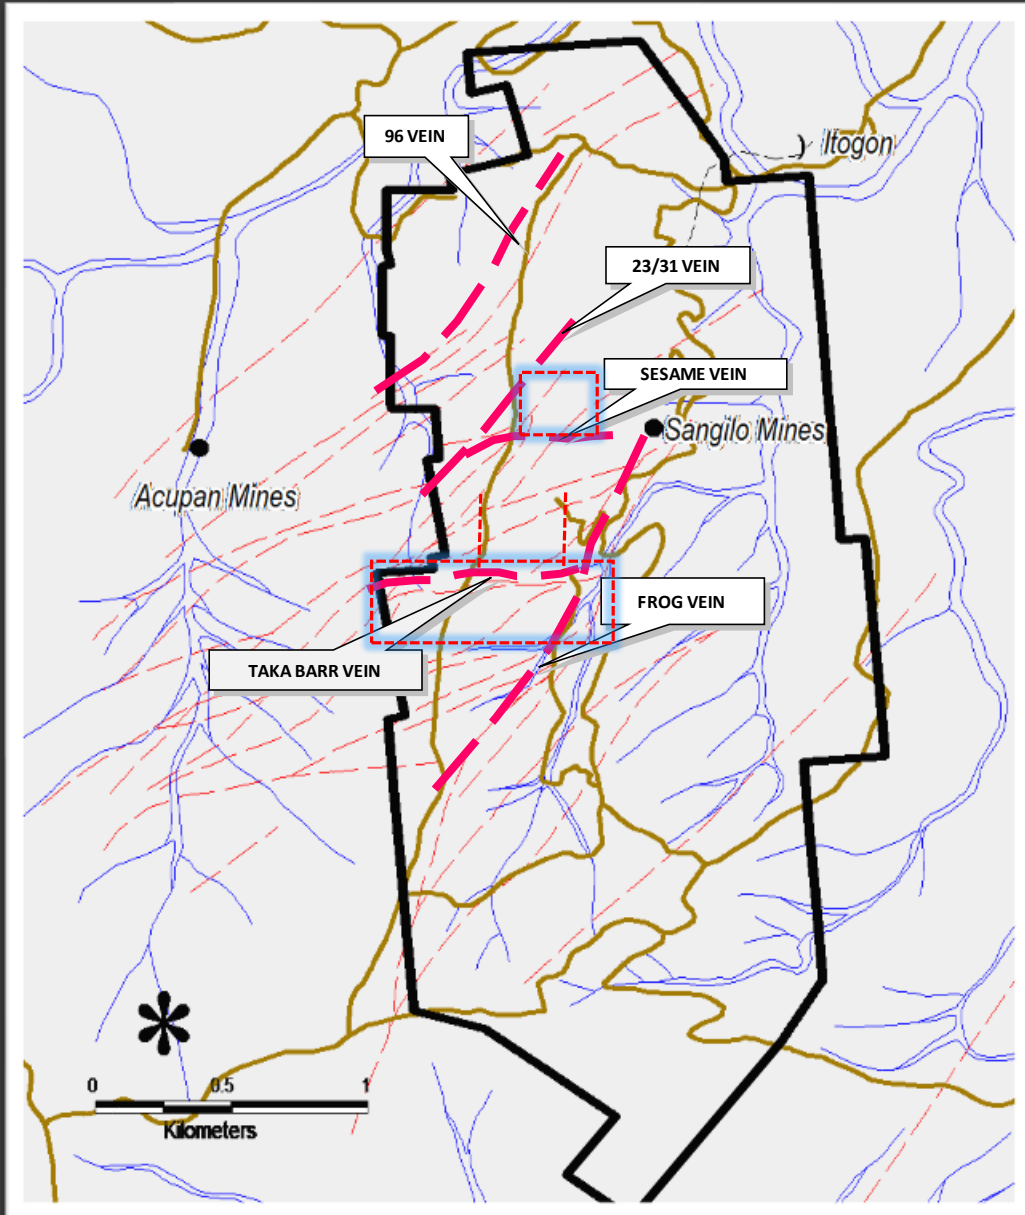 96 VEIN
Itogon
23/31 VEIN
SESAME VEIN
Sangilo Mines
Acupan Mines
FROG VEIN
TAKA BARR VEIN
0 0.5 1
Kilometers